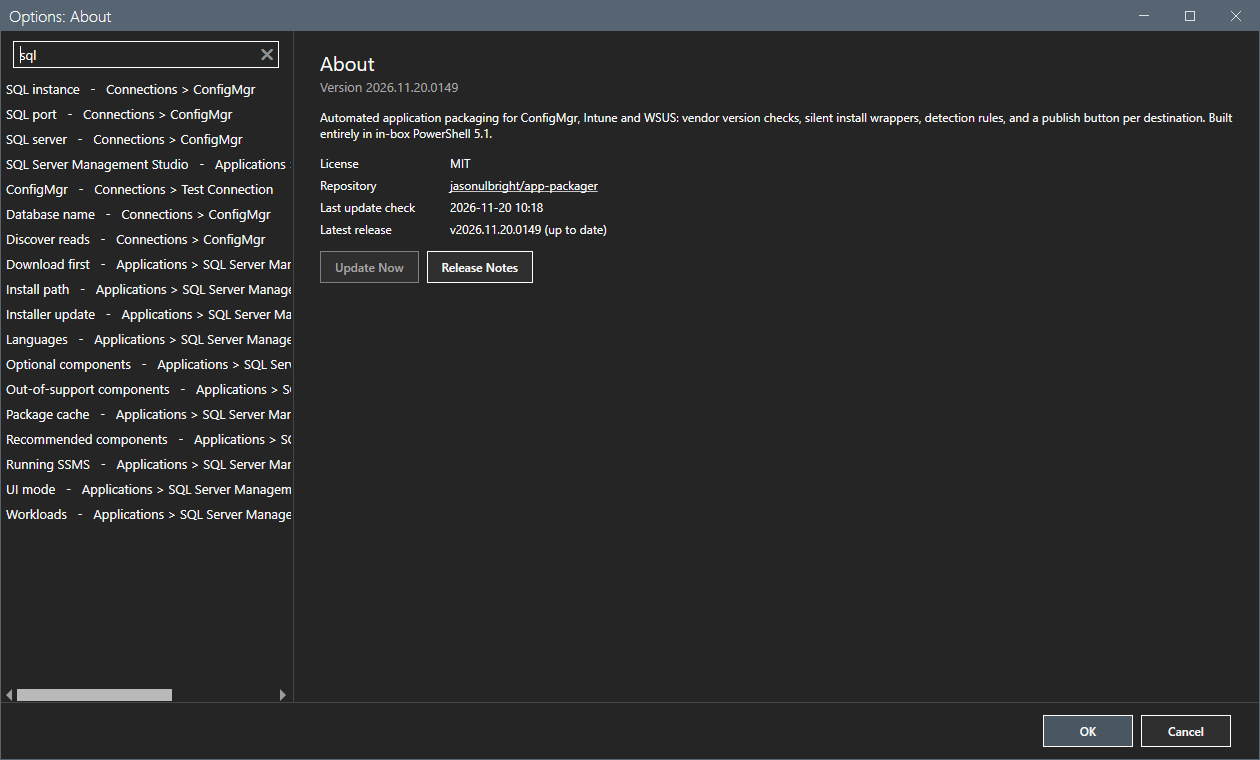 Options: About
sql
SQL instance - Connections > ConfigMgr
SQL port - Connections > ConfigMgr
SQL server - Connections > ConfigMgr
SQL Server Management Studio - Applications
ConfigMgr - Connections > Test Connection
Database name - Connections > ConfigMgr
Discover reads - Connections > ConfigMgr
Download first - Applications > SQL Server Mar
Install path - Applications > SQL Server Manage
Installer update - Applications > SQL Server Ma
Languages - Applications > SQL Server Manage
Optional components - Applications > SQL Serv
Out-of-support components - Applications > S
Package cache - Applications > SQL Server Mar
Recommended components - Applications > SQ
Running SSMS - Applications > SQL Server Mar
UI mode - Applications > SQL Server Managem
Workloads - Applications > SQL Server Manage
About
Version 2026.11.20.0149
Automated application packaging for ConfigMgr, Intune and WSUS: vendor version checks, silent install wrappers, detection rules, and a publish button per destination. Built
entirely in in-box PowerShell 5.1.
License MIT
Repository jasonulbright/app-packager
Last update check 2026-11-20 10:18
Latest release v2026.11.20.0149 (up to date)
Update Now Release Notes
OK Cancel